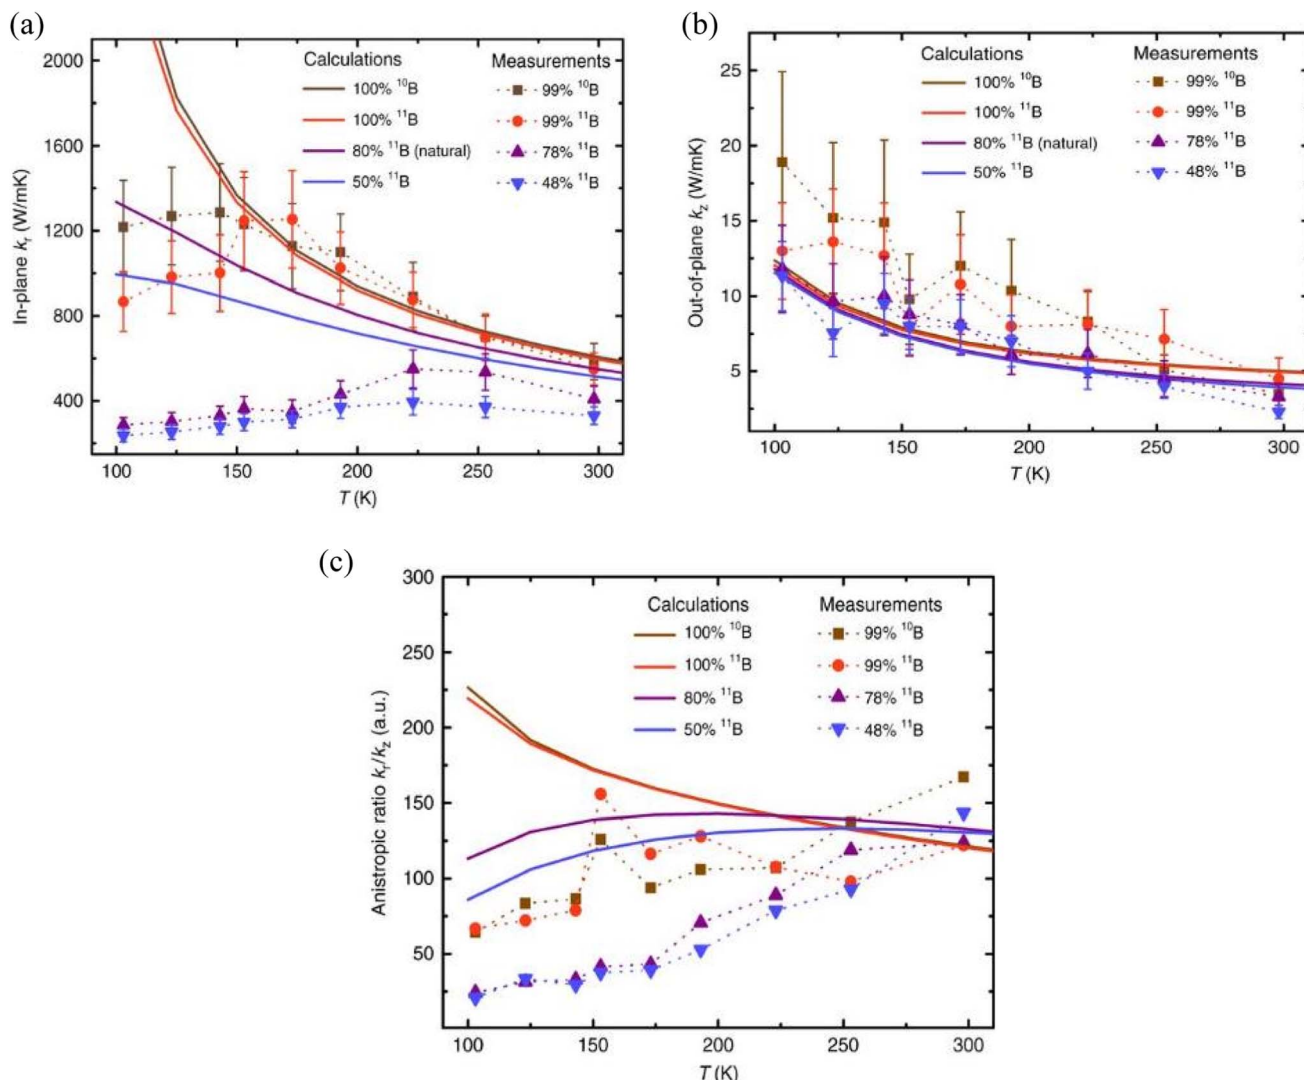 (a)
In-plane kr (W/mK)
2000
1600
1200
800
400
Calculations
100% 10B
100% 11B
80% 11B (natural)
50% 11B
Measurements
99% 10B
99% 11B
78% 11B
48% 11B
100 150 200 250 300
T (K)
(b)
Out-of-plane kz (W/mK)
25
20
15
10
5
Calculations
100% 10B
100% 11B
80% 11B (natural)
50% 11B
Measurements
99% 10B
99% 11B
78% 11B
48% 11B
100 150 200 250 300
T (K)
(c)
Anistropic ratio kr/kz (a.u.)
300
250
200
150
100
50
Calculations
100% 10B
100% 11B
80% 11B
50% 11B
Measurements
99% 10B
99% 11B
78% 11B
48% 11B
100 150 200 250 300
T (K)